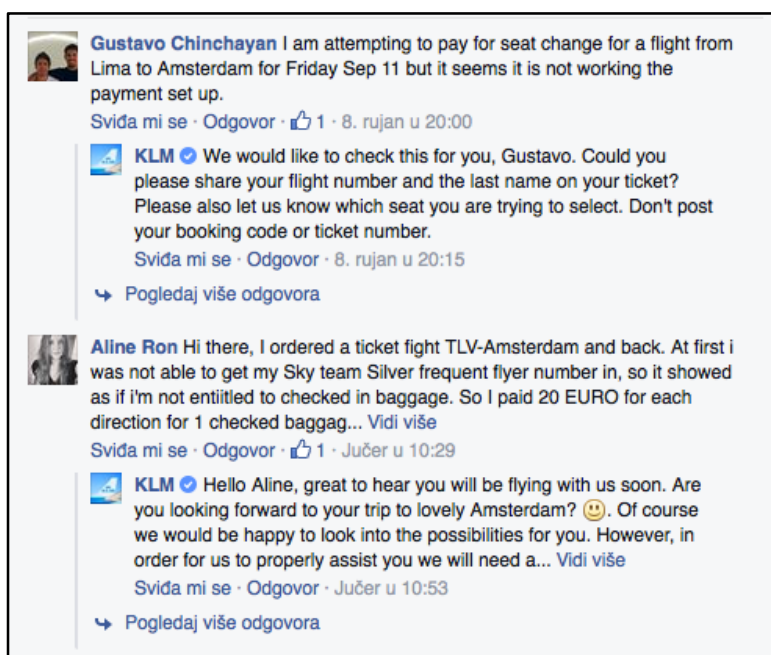 Gustavo Chinchayan I am attempting to pay for seat change for a flight from
Lima to Amsterdam for Friday Sep 11 but it seems it is not working the
payment set up.
Sviđa mi se · Odgovor · 1 · 8. rujan u 20:00
KLM We would like to check this for you, Gustavo. Could you
please share your flight number and the last name on your ticket?
Please also let us know which seat you are trying to select. Don't post
your booking code or ticket number.
Sviđa mi se · Odgovor · 8. rujan u 20:15
Pogledaj više odgovora
Aline Ron Hi there, I ordered a ticket fight TLV-Amsterdam and back. At first i
was not able to get my Sky team Silver frequent flyer number in, so it showed
as if i'm not entiitled to checked in baggage. So I paid 20 EURO for each
direction for 1 checked baggag... Vidi više
Sviđa mi se · Odgovor · 1 · Jučer u 10:29
KLM Hello Aline, great to hear you will be flying with us soon. Are
you looking forward to your trip to lovely Amsterdam? 🙂. Of course
we would be happy to look into the possibilities for you. However, in
order for us to properly assist you we will need a... Vidi više
Sviđa mi se · Odgovor · Jučer u 10:53
Pogledaj više odgovora